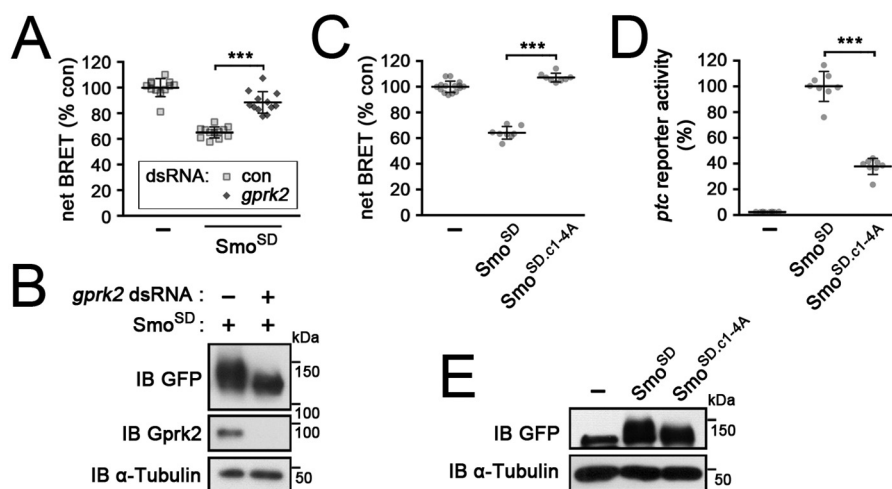 A
net BRET (% con)
120
100
80
60
40
20
0
***
dsRNA:
con
gprk2
–
Smo^SD
C
net BRET (% con)
120
100
80
60
40
20
0
***
–
Smo^SD
Smo^SD.c1-4A
D
ptc reporter activity
(%)
120
100
80
60
40
20
0
***
–
Smo^SD
Smo^SD.c1-4A
B
gprk2 dsRNA : – +
Smo^SD : + +
kDa
IB GFP
150
100
IB Gprk2
100
IB α-Tubulin
50
E
– Smo^SD Smo^SD.c1-4A
kDa
IB GFP
150
IB α-Tubulin
50